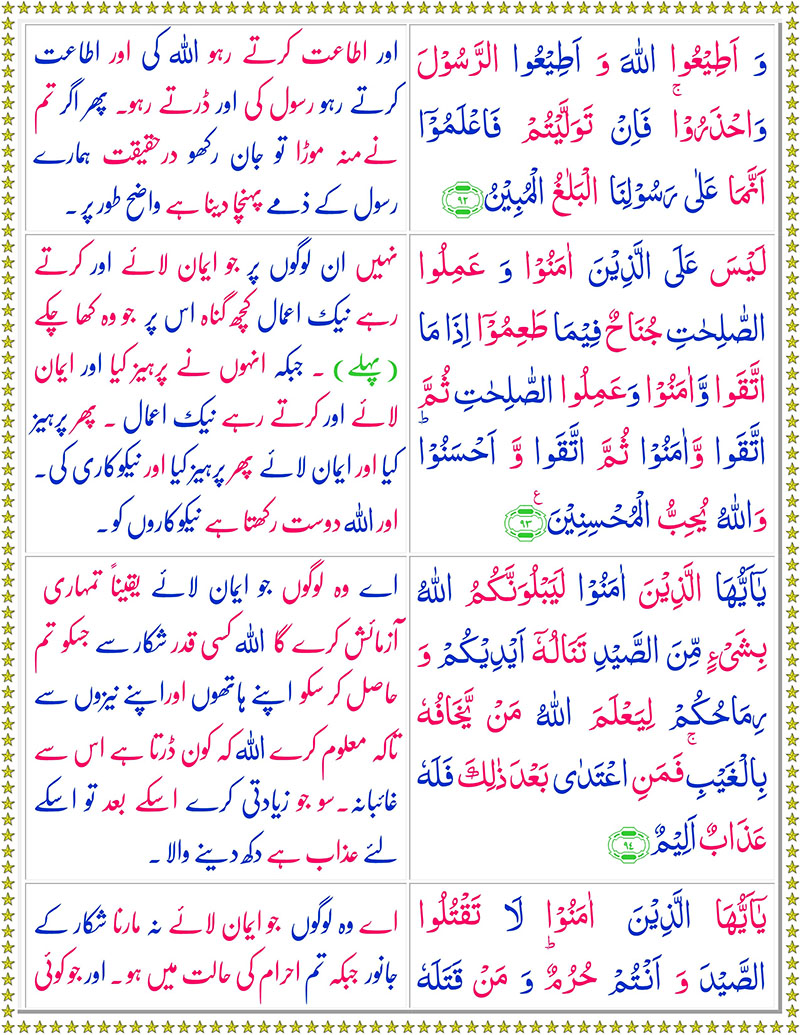 وَ اَطِيْعُوا اللّٰهَ وَ اَطِيْعُوا الرَّسُوْلَ
وَاحْذَرُوْا ۚ فَاِنْ تَوَلَّيْتُمْ فَاعْلَمُوْٓا
اَنَّمَا عَلٰى رَسُوْلِنَا الْبَلٰغُ الْمُبِيْنُ ﴿۹۲﴾
اور اطاعت کرتے رہو اللہ کی اور اطاعت
کرتے رہو رسول کی اور ڈرتے رہو۔ پھر اگر تم
نے منہ موڑا تو جان رکھو در حقیقت ہمارے
رسول کے ذمے پہنچا دینا ہے واضح طور پر۔
لَيْسَ عَلَى الَّذِيْنَ اٰمَنُوْا وَ عَمِلُوا
الصّٰلِحٰتِ جُنَاحٌ فِيْمَا طَعِمُوْٓا اِذَا مَا
اتَّقَوا وَّاٰمَنُوْا وَعَمِلُوا الصّٰلِحٰتِ ثُمَّ
اتَّقَوا وَّاٰمَنُوْا ثُمَّ اتَّقَوا وَّ اَحْسَنُوْا ؕ
وَاللّٰهُ يُحِبُّ الْمُحْسِنِيْنَ ﴿۹۳﴾ ع
نہیں ان لوگوں پر جو ایمان لائے اور کرتے
رہے نیک اعمال کچھ گناہ اس پر جو وہ کھا چکے
(پہلے) ۔ جبکہ انہوں نے پرہیز کیا اور ایمان
لائے اور کرتے رہے نیک اعمال ۔ پھر پرہیز
کیا اور ایمان لائے پھر پرہیز کیا اور نیکوکاری کی۔
اور اللہ دوست رکھتا ہے نیکوکاروں کو۔
يٰٓاَيُّهَا الَّذِيْنَ اٰمَنُوْا لَيَبْلُوَنَّكُمُ اللّٰهُ
بِشَیْءٍ مِّنَ الصَّيْدِ تَنَالُهٗٓ اَيْدِيْكُمْ وَ
رِمَاحُكُمْ لِيَعْلَمَ اللّٰهُ مَنْ يَّخَافُهٗ
بِالْغَيْبِ ۚ فَمَنِ اعْتَدٰى بَعْدَ ذٰلِكَ فَلَهٗ
عَذَابٌ اَلِيْمٌ ﴿۹۴﴾
اے وہ لوگوں جو ایمان لائے یقیناً تمہاری
آزمائش کرے گا اللہ کسی قدر شکار سے جسکو تم
حاصل کر سکو اپنے ہاتھوں اور اپنے نیزوں سے
تاکہ معلوم کرے اللہ کہ کون ڈرتا ہے اس سے
غائبانہ۔ سو جو زیادتی کرے اسکے بعد تو اسکے
لئے عذاب ہے دکھ دینے والا ۔
يٰٓاَيُّهَا الَّذِيْنَ اٰمَنُوْا لَا تَقْتُلُوا
الصَّيْدَ وَ اَنْتُمْ حُرُمٌ ؕ وَ مَنْ قَتَلَهٗ
اے وہ لوگوں جو ایمان لائے نہ مارنا شکار کے
جانور جبکہ تم احرام کی حالت میں ہو۔ اور جو کوئی